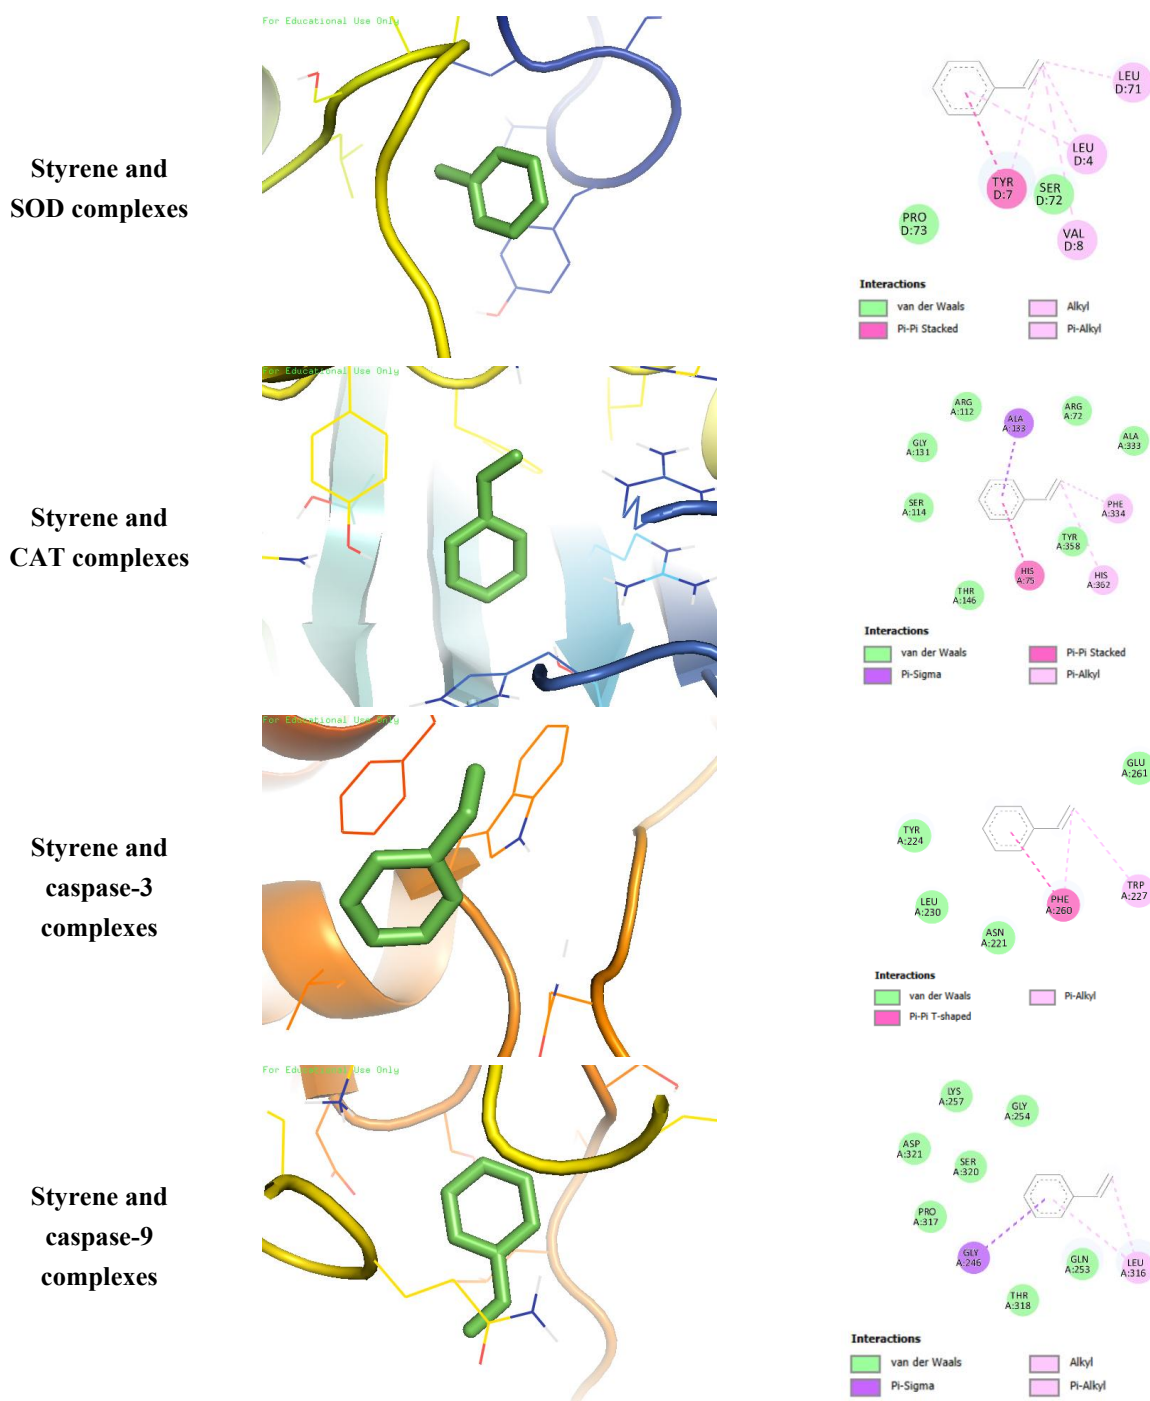 For Educational Use Only
Styrene and
SOD complexes
LEU
D:71
LEU
D:4
TYR
D:7
SER
D:72
PRO
D:73
VAL
D:8
Interactions
van der Waals
Alkyl
Pi-Pi Stacked
Pi-Alkyl
For Educational Use Only
Styrene and
CAT complexes
ARG
A:112
ALA
A:133
ARG
A:72
GLY
A:131
ALA
A:333
SER
A:114
PHE
A:334
TYR
A:358
HIS
A:75
HIS
A:362
THR
A:146
Interactions
van der Waals
Pi-Pi Stacked
Pi-Sigma
Pi-Alkyl
For Educational Use Only
Styrene and
caspase-3
complexes
GLU
A:261
TYR
A:224
TRP
A:227
LEU
A:230
PHE
A:260
ASN
A:221
Interactions
van der Waals
Pi-Alkyl
Pi-Pi T-shaped
For Educational Use Only
Styrene and
caspase-9
complexes
LYS
A:257
GLY
A:254
ASP
A:321
SER
A:320
PRO
A:317
GLY
A:246
GLN
A:253
LEU
A:316
THR
A:318
Interactions
van der Waals
Alkyl
Pi-Sigma
Pi-Alkyl